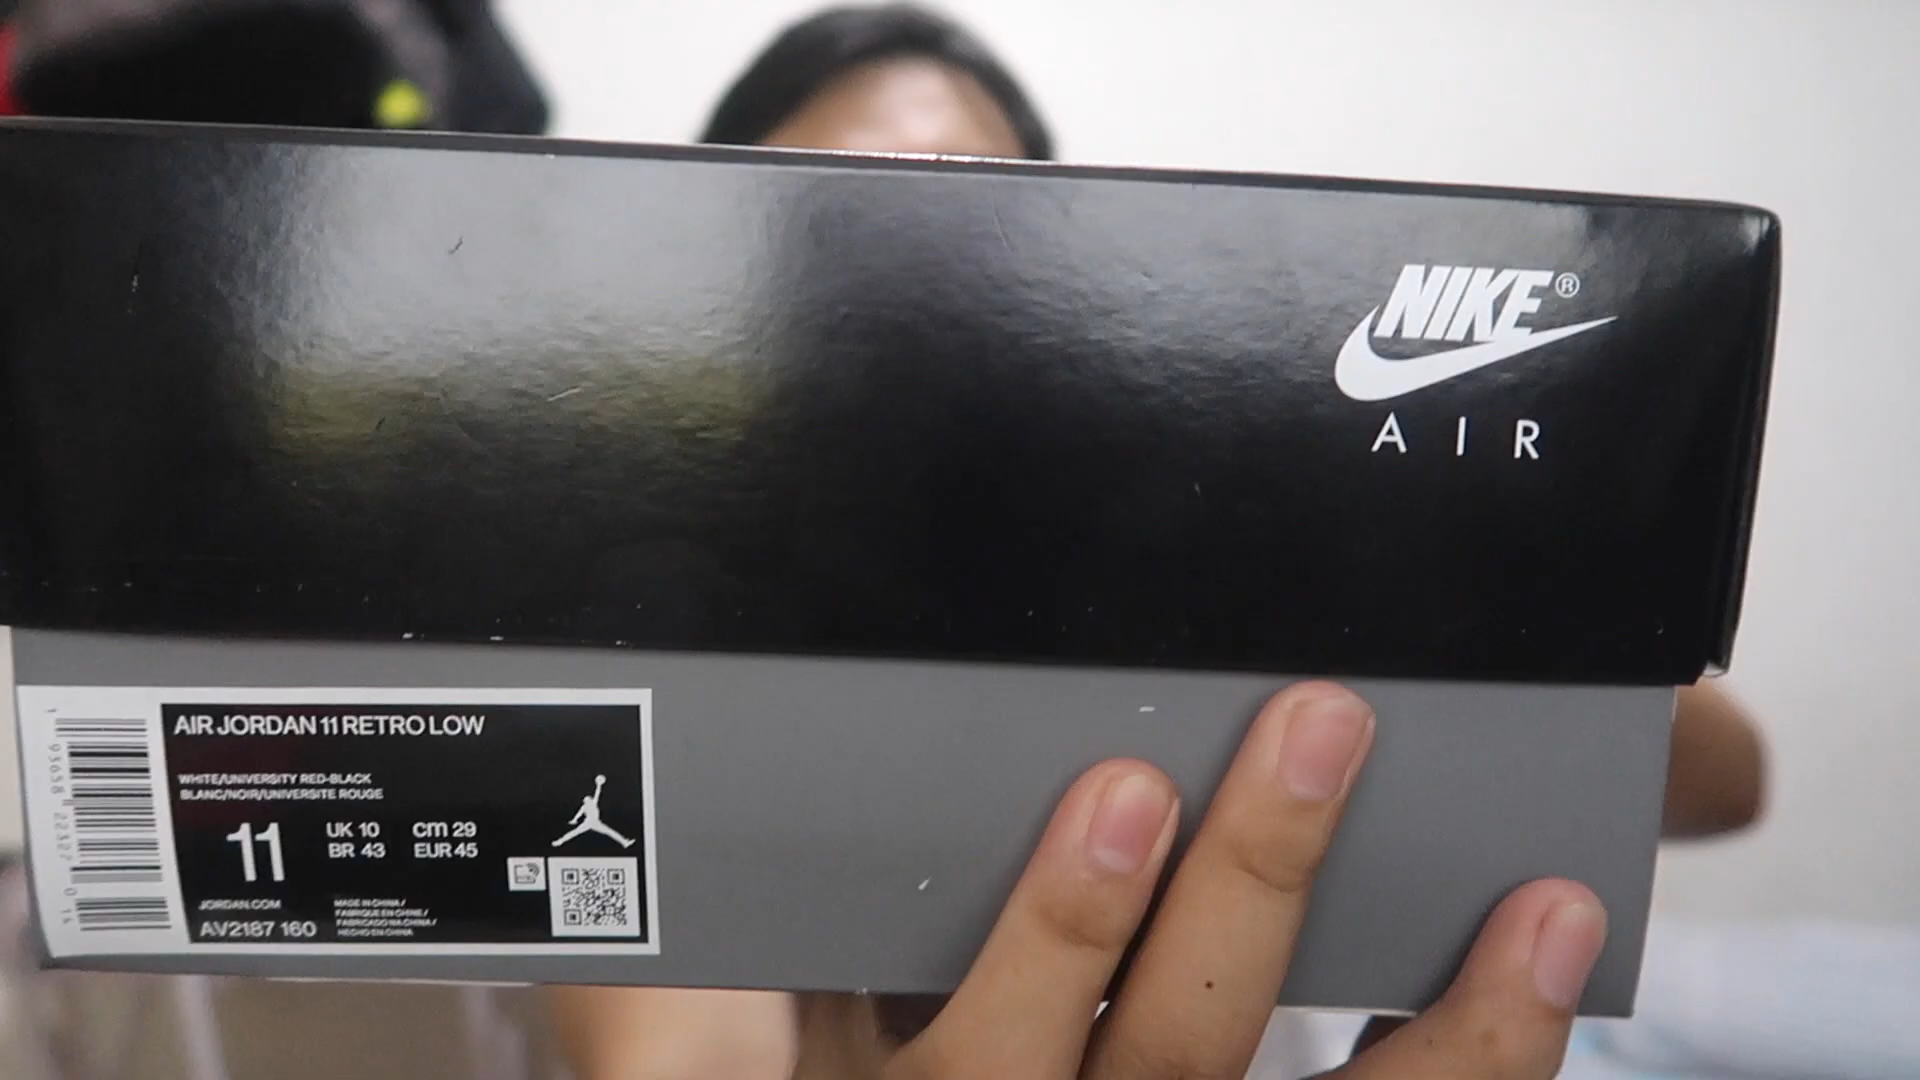 NIKE®
AIR
AIR JORDAN 11 RETRO LOW
WHITE/UNIVERSITY RED-BLACK
BLANC/NOIR/UNIVERSITE ROUGE
11
UK 10
cm 29
BR 43
EUR 45
JORDAN.COM
AV2187 160
MADE IN CHINA/
FABRIQUE EN CHINE/
FABRICADO NA CHINA/
HECHO EN CHINA